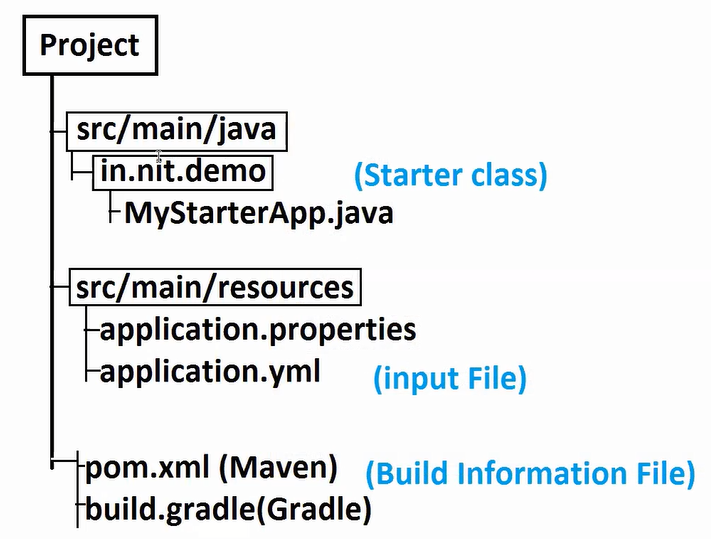 Project
src/main/java
in.nit.demo
(Starter class)
MyStarterApp.java
src/main/resources
application.properties
application.yml
(input File)
pom.xml (Maven)
(Build Information File)
build.gradle(Gradle)